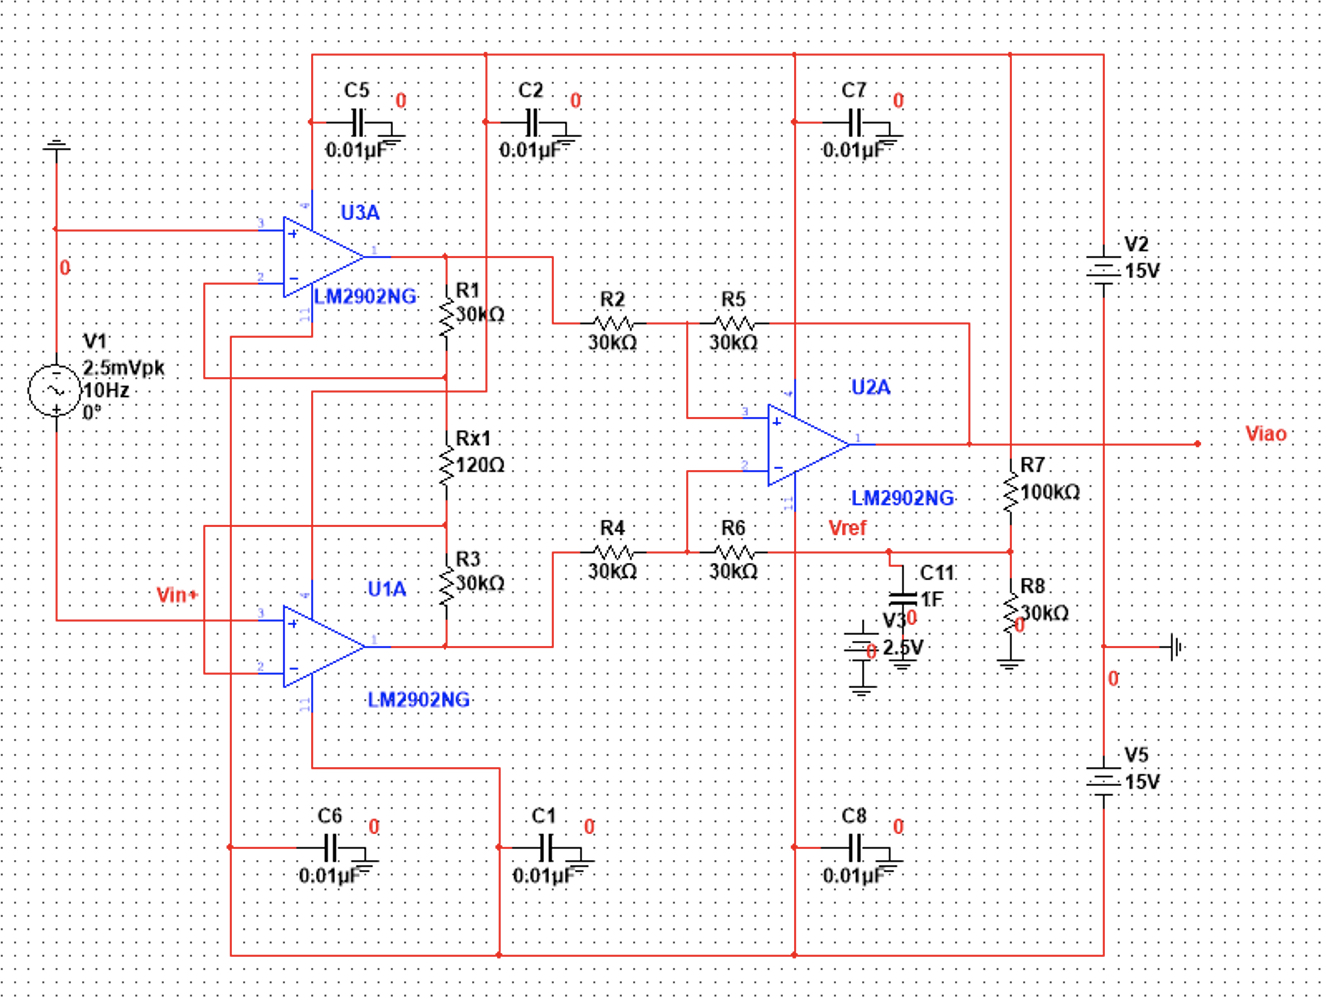 C5
0
0.01µF
C2
0
0.01µF
C7
0
0.01µF
4
U3A
3
+
1
2
−
LM2902NG
11
0
V1
2.5mVpk
10Hz
0°
R1
30kΩ
R2
30kΩ
R5
30kΩ
V2
15V
Rx1
120Ω
U2A
4
3
+
1
2
−
11
LM2902NG
Viao
R7
100kΩ
Vref
R4
30kΩ
R6
30kΩ
R3
30kΩ
C11
1F
0
V3
2.5V
0
R8
30kΩ
0
Vin+
U1A
4
3
+
1
2
−
11
LM2902NG
0
V5
15V
C6
0
0.01µF
C1
0
0.01µF
C8
0
0.01µF